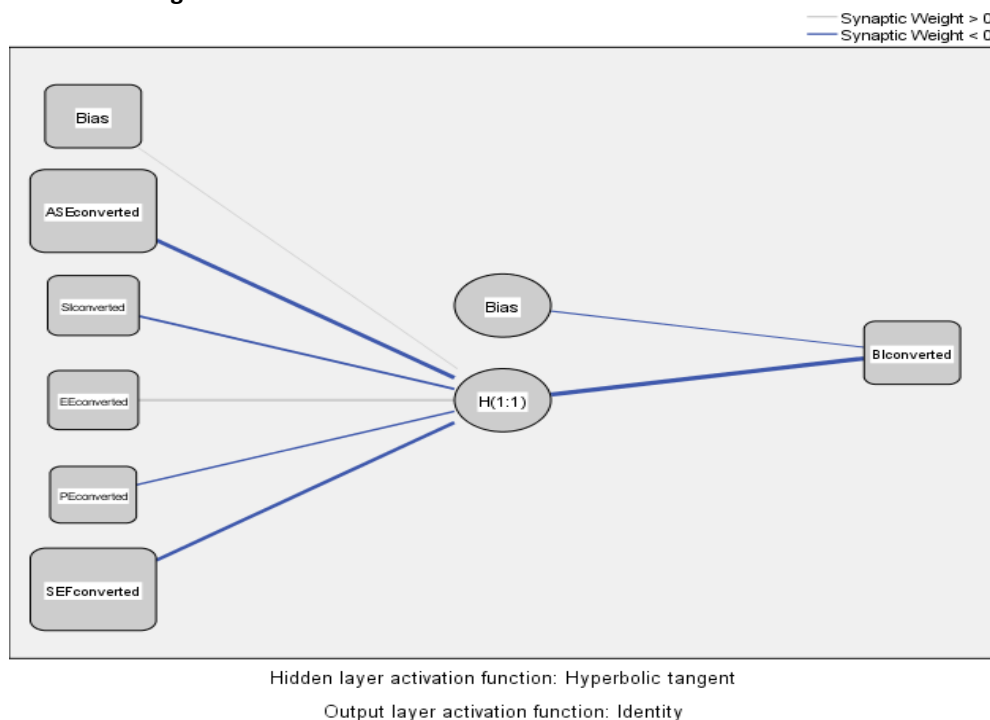 Synaptic Weight > 0
Synaptic Weight < 0
Bias
ASEconverted
SIconverted
Bias
BIconverted
EEconverted
H(1:1)
PEconverted
SEFconverted
Hidden layer activation function: Hyperbolic tangent
Output layer activation function: Identity